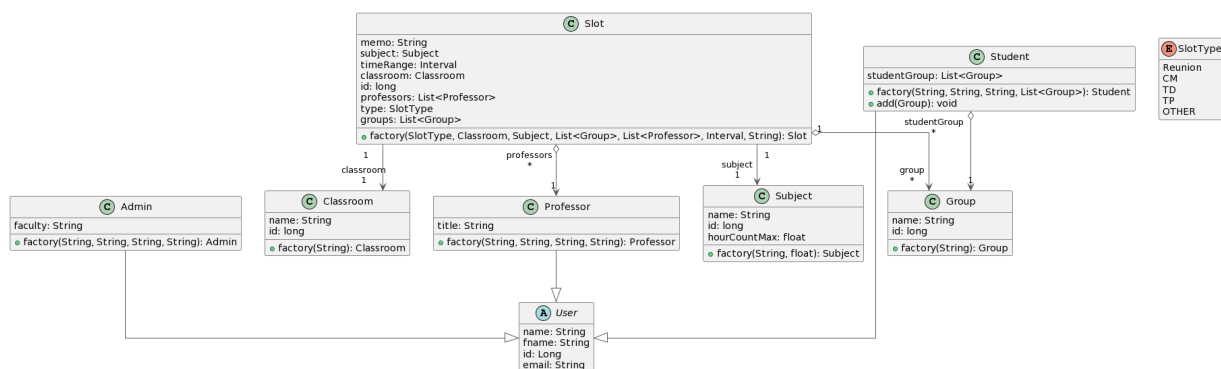 C Slot
memo: String
subject: Subject
timeRange: Interval
classroom: Classroom
id: long
professors: List<Professor>
type: SlotType
groups: List<Group>
factory(SlotType, Classroom, Subject, List<Group>, List<Professor>, Interval, String): Slot
C Student
studentGroup: List<Group>
factory(String, String, String, List<Group>): Student
add(Group): void
E SlotType
Reunion
CM
TD
TP
OTHER
1
classroom
1
professors
*
1
1
subject
1
1
group
*
studentGroup
*
1
C Admin
faculty: String
factory(String, String, String, String): Admin
C Classroom
name: String
id: long
factory(String): Classroom
C Professor
title: String
factory(String, String, String, String): Professor
C Subject
name: String
id: long
hourCountMax: float
factory(String, float): Subject
C Group
name: String
id: long
factory(String): Group
A User
name: String
fname: String
id: Long
email: String